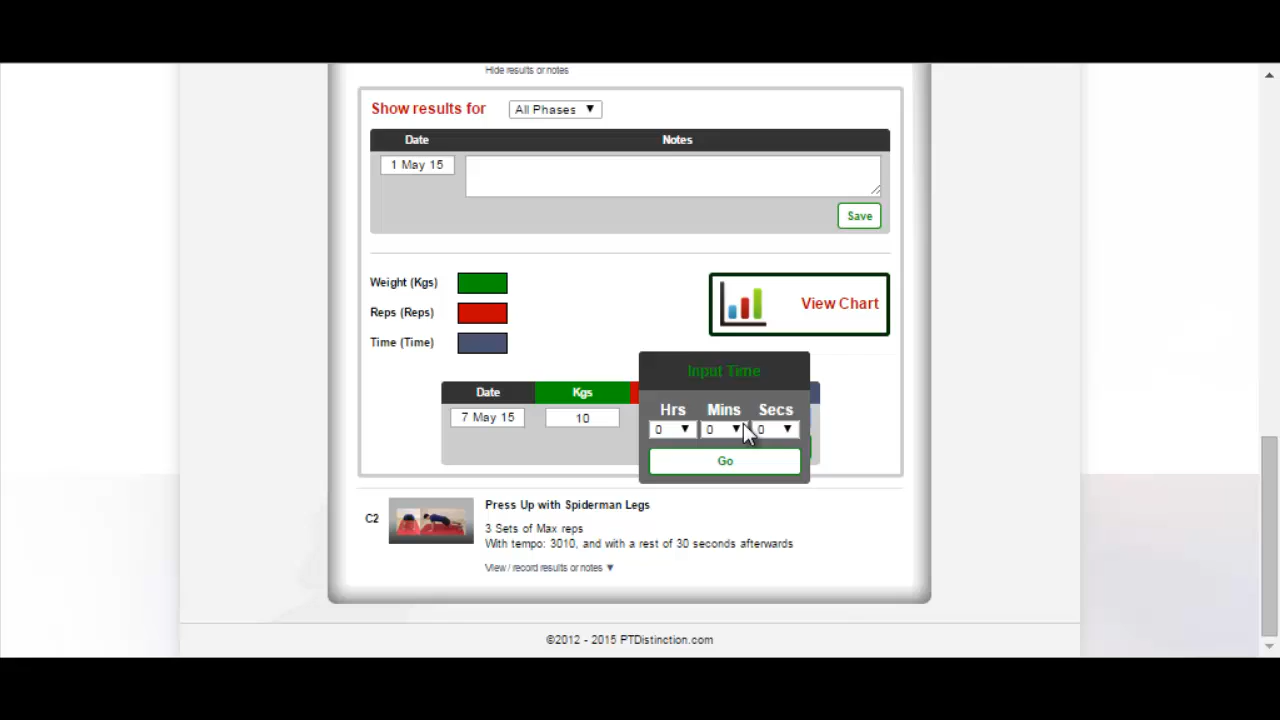 Hide results or notes
Show results for All Phases ▼
Date Notes
1 May 15
Save
Weight (Kgs)
Reps (Reps)
Time (Time)
View Chart
Input Time
Date Kgs
Hrs Mins Secs
7 May 15 10
0 ▼ 0 ▼ 0 ▼
Go
C2
Press Up with Spiderman Legs
3 Sets of Max reps
With tempo: 3010, and with a rest of 30 seconds afterwards
View / record results or notes ▼
©2012 - 2015 PTDistinction.com